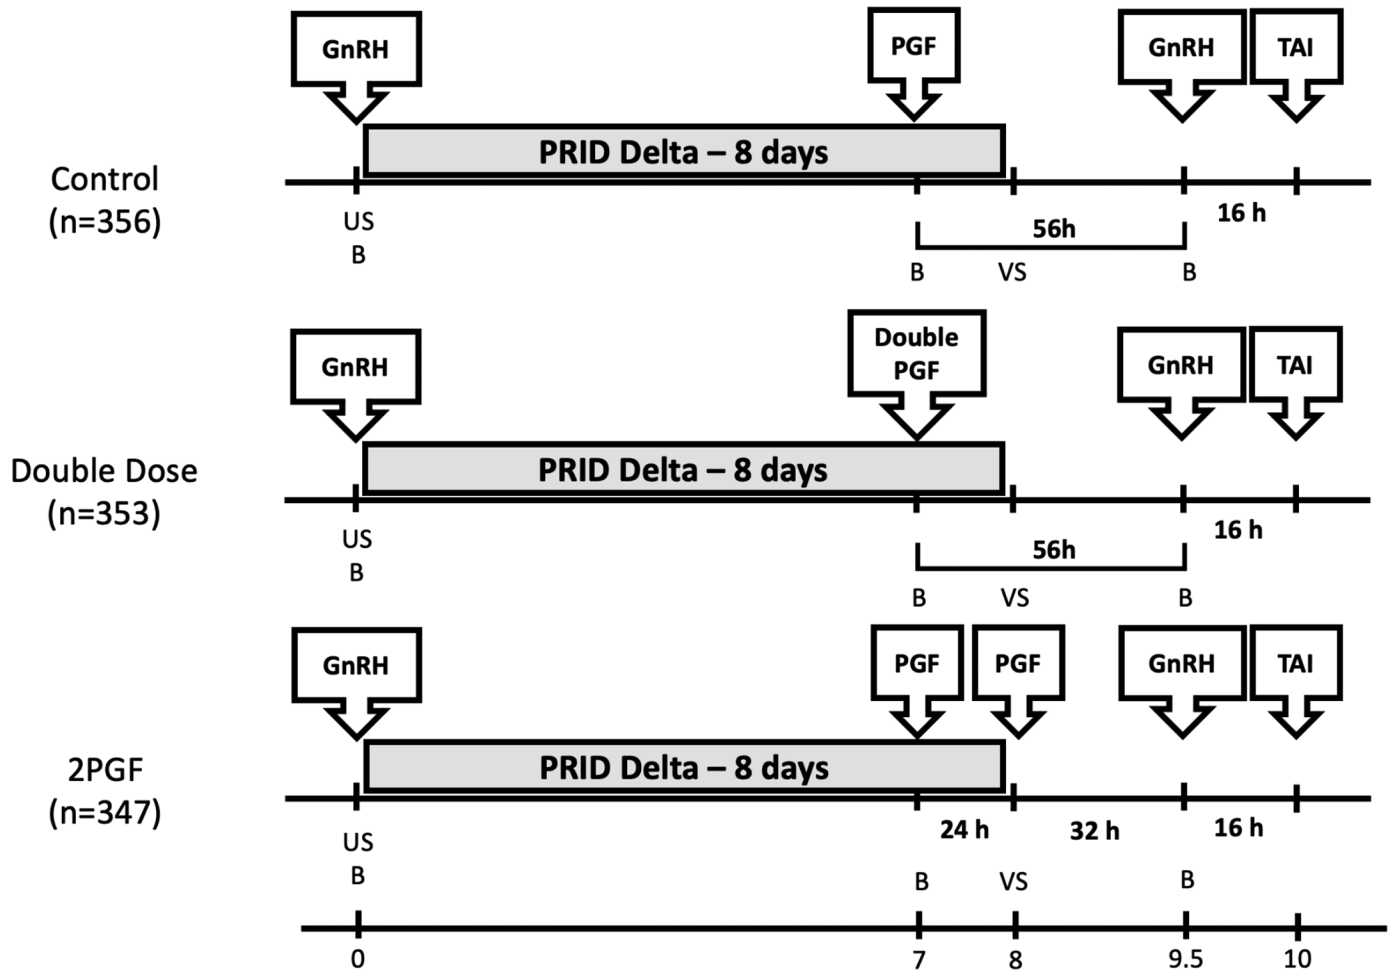 GnRH
PGF
GnRH
TAI
PRID Delta – 8 days
Control
(n=356)
US
B
16 h
56h
B
VS
B
GnRH
Double
PGF
GnRH
TAI
PRID Delta – 8 days
Double Dose
(n=353)
US
B
16 h
56h
B
VS
B
GnRH
PGF
PGF
GnRH
TAI
PRID Delta – 8 days
2PGF
(n=347)
24 h
32 h
16 h
US
B
B
VS
B
0
7
8
9.5
10